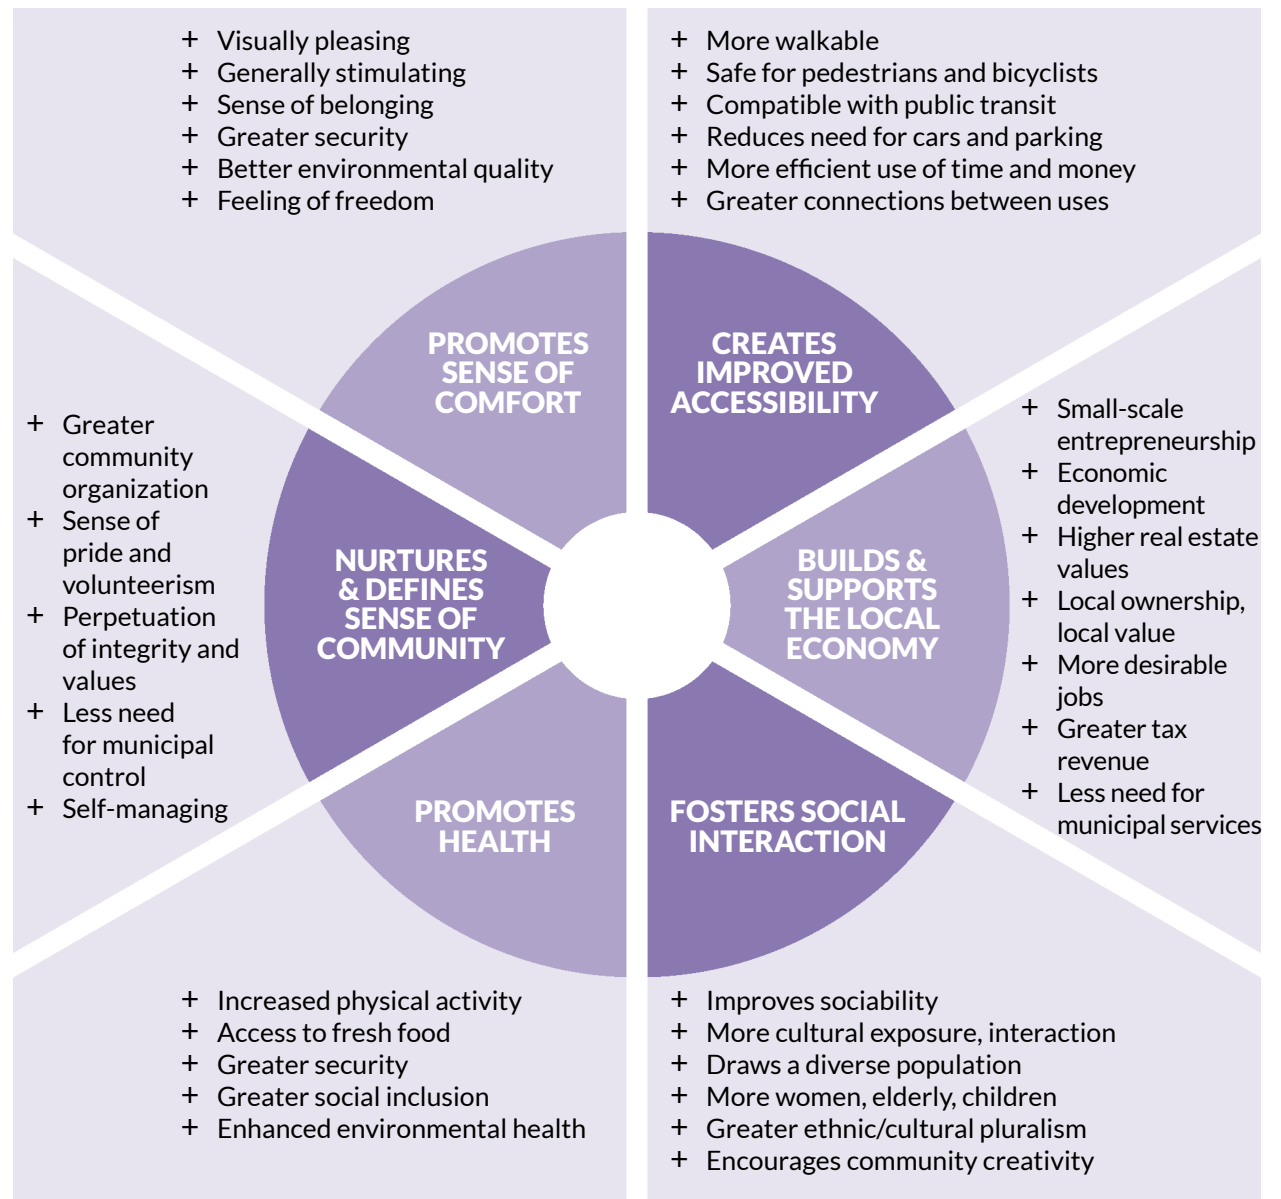 + Visually pleasing
+ Generally stimulating
+ Sense of belonging
+ Greater security
+ Better environmental quality
+ Feeling of freedom
PROMOTES
SENSE OF
COMFORT
+ More walkable
+ Safe for pedestrians and bicyclists
+ Compatible with public transit
+ Reduces need for cars and parking
+ More efficient use of time and money
+ Greater connections between uses
CREATES
IMPROVED
ACCESSIBILITY
+ Greater
community
organization
+ Sense of
pride and
volunteerism
+ Perpetuation
of integrity and
values
+ Less need
for municipal
control
+ Self-managing
NURTURES
& DEFINES
SENSE OF
COMMUNITY
BUILDS &
SUPPORTS
THE LOCAL
ECONOMY
+ Small-scale
entrepreneurship
+ Economic
development
+ Higher real estate
values
+ Local ownership,
local value
+ More desirable
jobs
+ Greater tax
revenue
+ Less need for
municipal services
PROMOTES
HEALTH
+ Increased physical activity
+ Access to fresh food
+ Greater security
+ Greater social inclusion
+ Enhanced environmental health
FOSTERS SOCIAL
INTERACTION
+ Improves sociability
+ More cultural exposure, interaction
+ Draws a diverse population
+ More women, elderly, children
+ Greater ethnic/cultural pluralism
+ Encourages community creativity